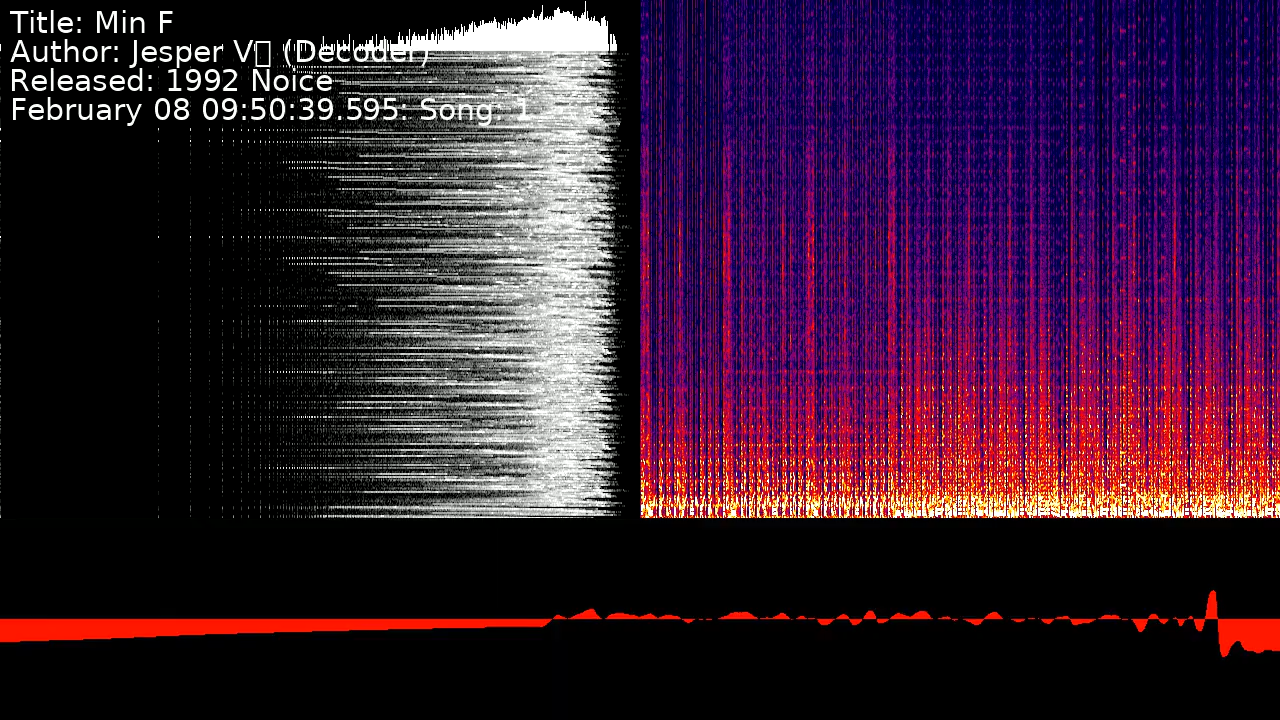 Title: Min F
Author: Jesper V▯ (Decoder)
Released: 1992 Noice
February 08 09:50:39.595: Song: 1